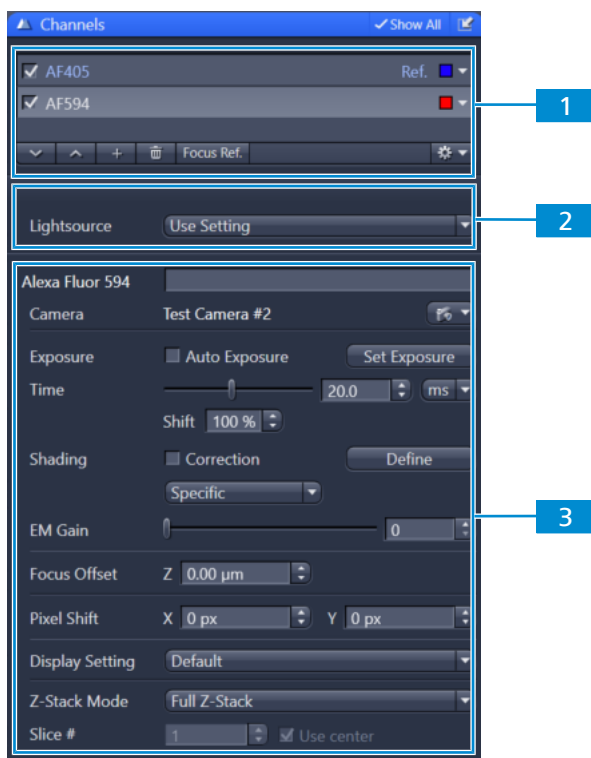 Channels Show All
AF405 Ref.
AF594
1
Focus Ref.
Lightsource Use Setting
2
Alexa Fluor 594
Camera Test Camera #2
Exposure Auto Exposure Set Exposure
Time 20.0 ms
Shift 100 %
Shading Correction Define
Specific
3
EM Gain 0
Focus Offset Z 0.00 µm
Pixel Shift X 0 px Y 0 px
Display Setting Default
Z-Stack Mode Full Z-Stack
Slice # 1 Use center